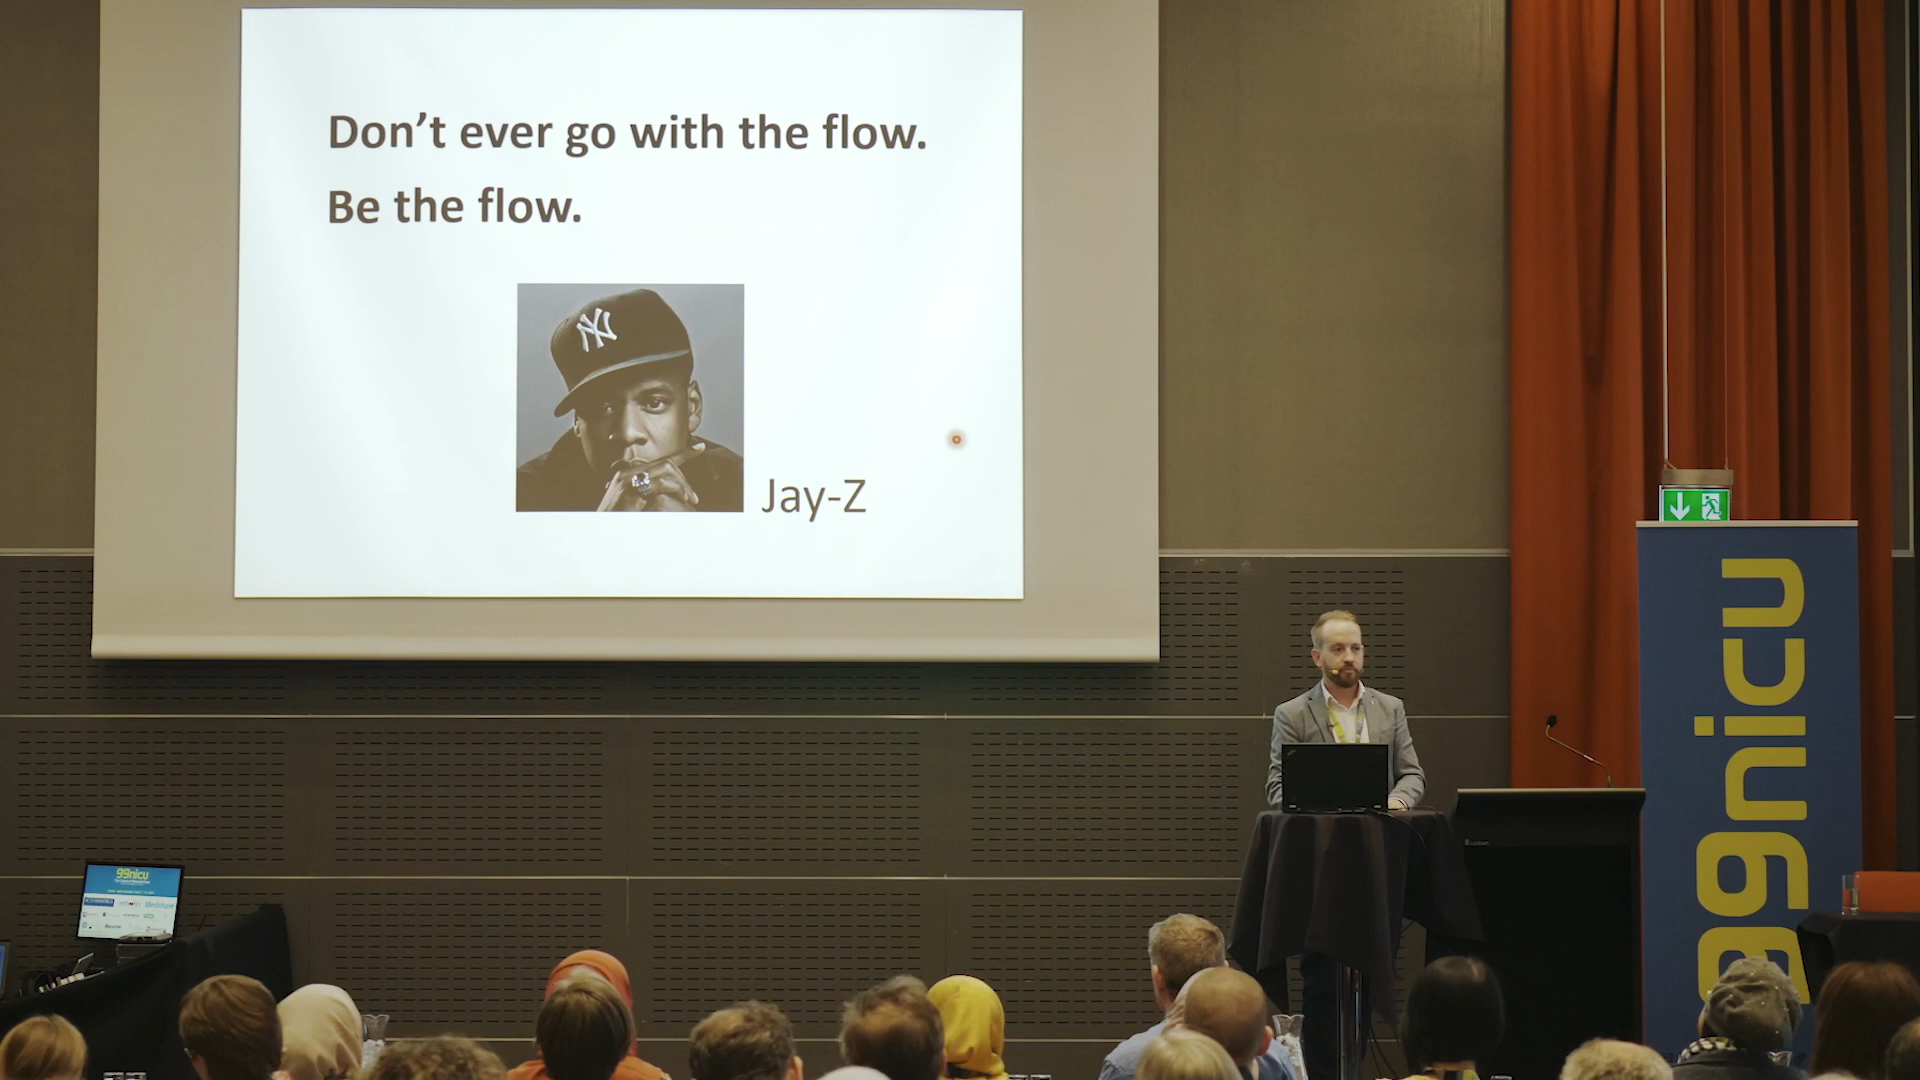 Don't ever go with the flow.
Be the flow.
NY
Jay-Z
99nicu
99nicu